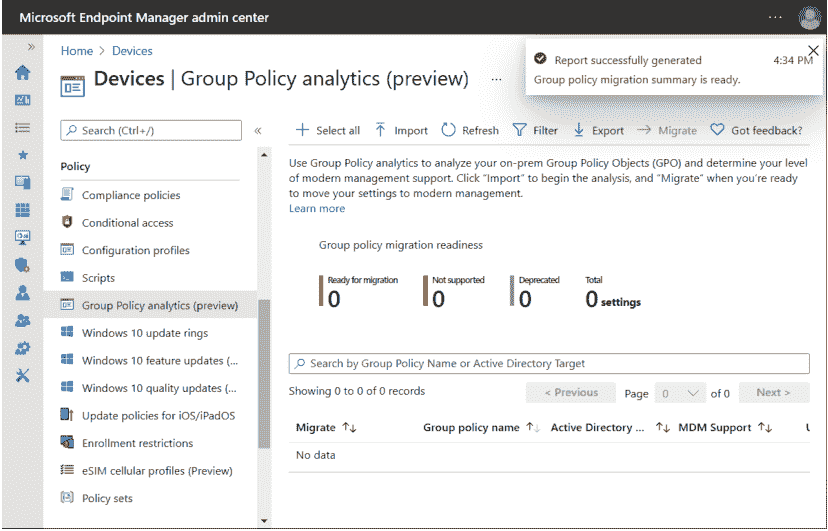 Microsoft Endpoint Manager admin center
Home > Devices
Report successfully generated 4:34 PM
Group policy migration summary is ready.
Devices | Group Policy analytics (preview) ...
Search (Ctrl+/)
Select all Import Refresh Filter Export Migrate Got feedback?
Policy
Compliance policies
Conditional access
Configuration profiles
Scripts
Group Policy analytics (preview)
Windows 10 update rings
Windows 10 feature updates (...
Windows 10 quality updates (...
Update policies for iOS/iPadOS
Enrollment restrictions
eSIM cellular profiles (Preview)
Policy sets
Use Group Policy analytics to analyze your on-prem Group Policy Objects (GPO) and determine your level
of modern management support. Click "Import" to begin the analysis, and "Migrate" when you're ready
to move your settings to modern management.
Learn more
Group policy migration readiness
Ready for migration Not supported Deprecated Total
0 0 0 0 settings
Search by Group Policy Name or Active Directory Target
Showing 0 to 0 of 0 records < Previous Page 0 of 0 Next >
Migrate Group policy name Active Directory ... MDM Support
No data